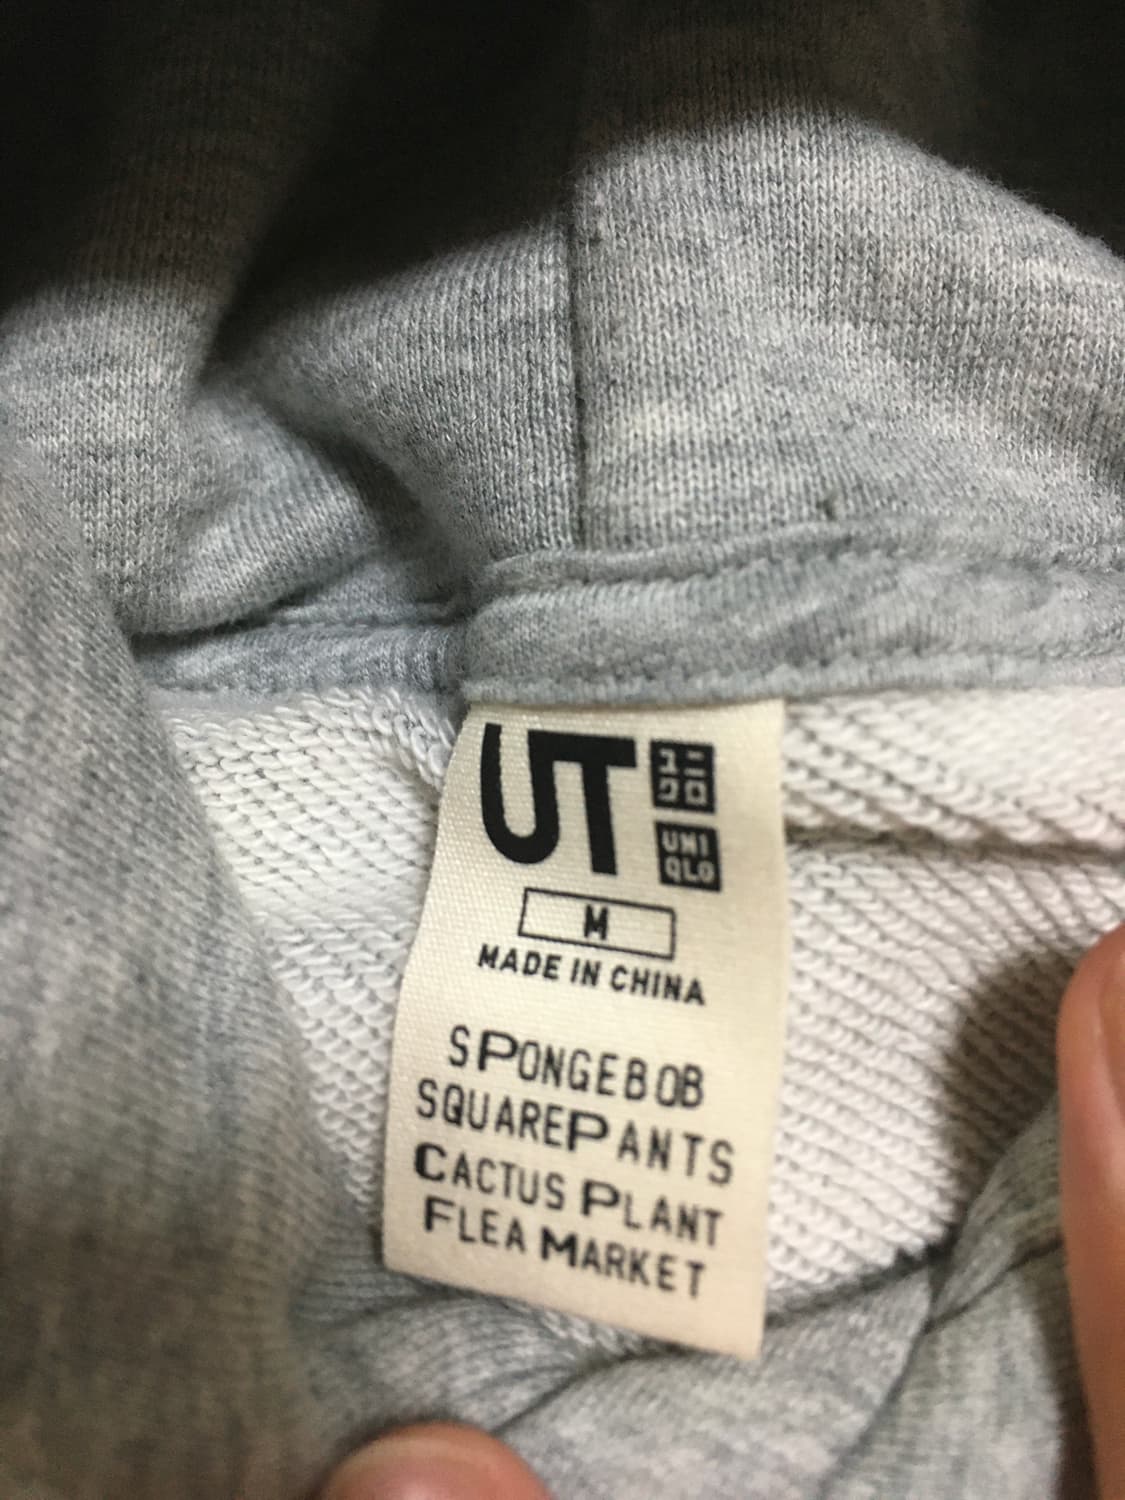 UT
ユニ
クロ
UNI
QLO
M
MADE IN CHINA
SPONGEBOB
SQUAREPANTS
CACTUS PLANT
FLEA MARKET